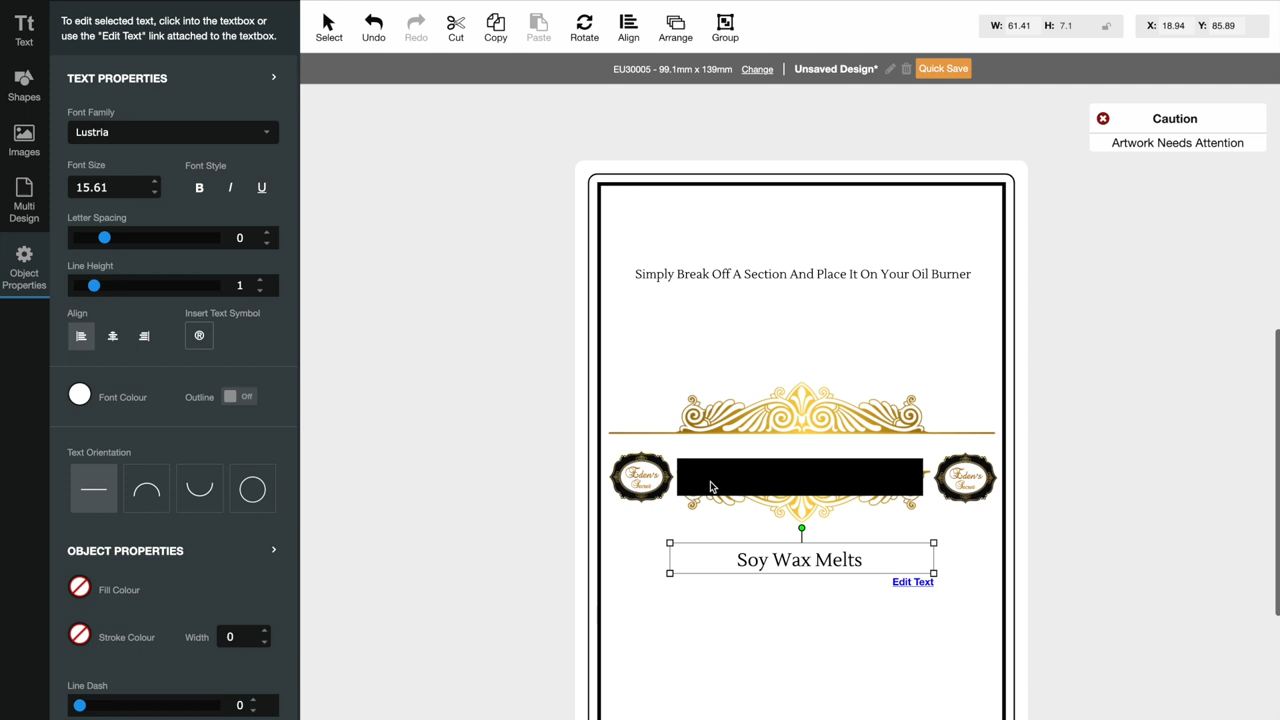 To edit selected text, click into the textbox or
use the "Edit Text" link attached to the textbox.
Tt
Text
Shapes
Images
Multi
Design
Object
Properties
TEXT PROPERTIES
Font Family
Lustria
Font Size
Font Style
15.61
B I U
Letter Spacing
0
Line Height
1
Align
Insert Text Symbol
®
Font Colour
Outline
Off
Text Orientation
OBJECT PROPERTIES
Fill Colour
Stroke Colour
Width
0
Line Dash
0
Select
Undo
Redo
Cut
Copy
Paste
Rotate
Align
Arrange
Group
W: 61.41 H: 7.1
X: 18.94 Y: 85.89
EU30005 - 99.1mm x 139mm Change | Unsaved Design* Quick Save
Caution
Artwork Needs Attention
Simply Break Off A Section And Place It On Your Oil Burner
Eden's
Secret
Eden's
Secret
Soy Wax Melts
Edit Text